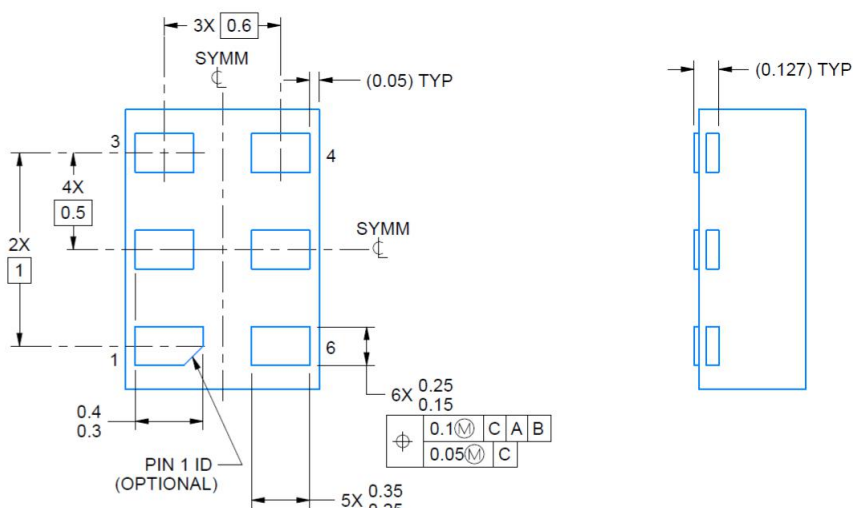 3X 0.6
SYMM
℄
(0.05) TYP
(0.127) TYP
3
4
4X
0.5
2X
1
SYMM
℄
1
6
0.4
0.3
6X 0.25
0.15
⌖ 0.1Ⓜ C A B
0.05Ⓜ C
PIN 1 ID
(OPTIONAL)
5X 0.35